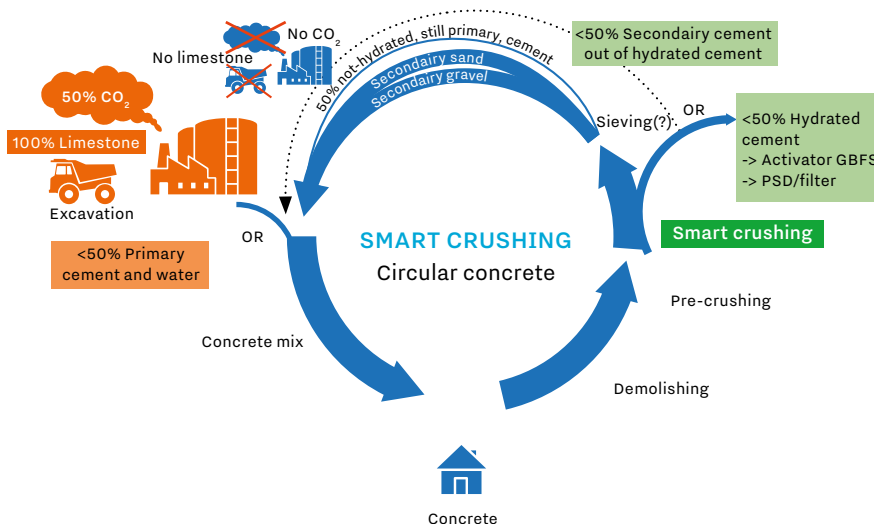 <50% Secondairy cement
out of hydrated cement
No CO2
No limestone
50% not-hydrated, still primary, cement
Secondairy sand
Secondairy gravel
50% CO2
100% Limestone
Excavation
Sieving(?)
OR
<50% Hydrated
cement
-> Activator GBFS
-> PSD/filter
OR
<50% Primary
cement and water
SMART CRUSHING
Circular concrete
Smart crushing
Pre-crushing
Concrete mix
Demolishing
Concrete